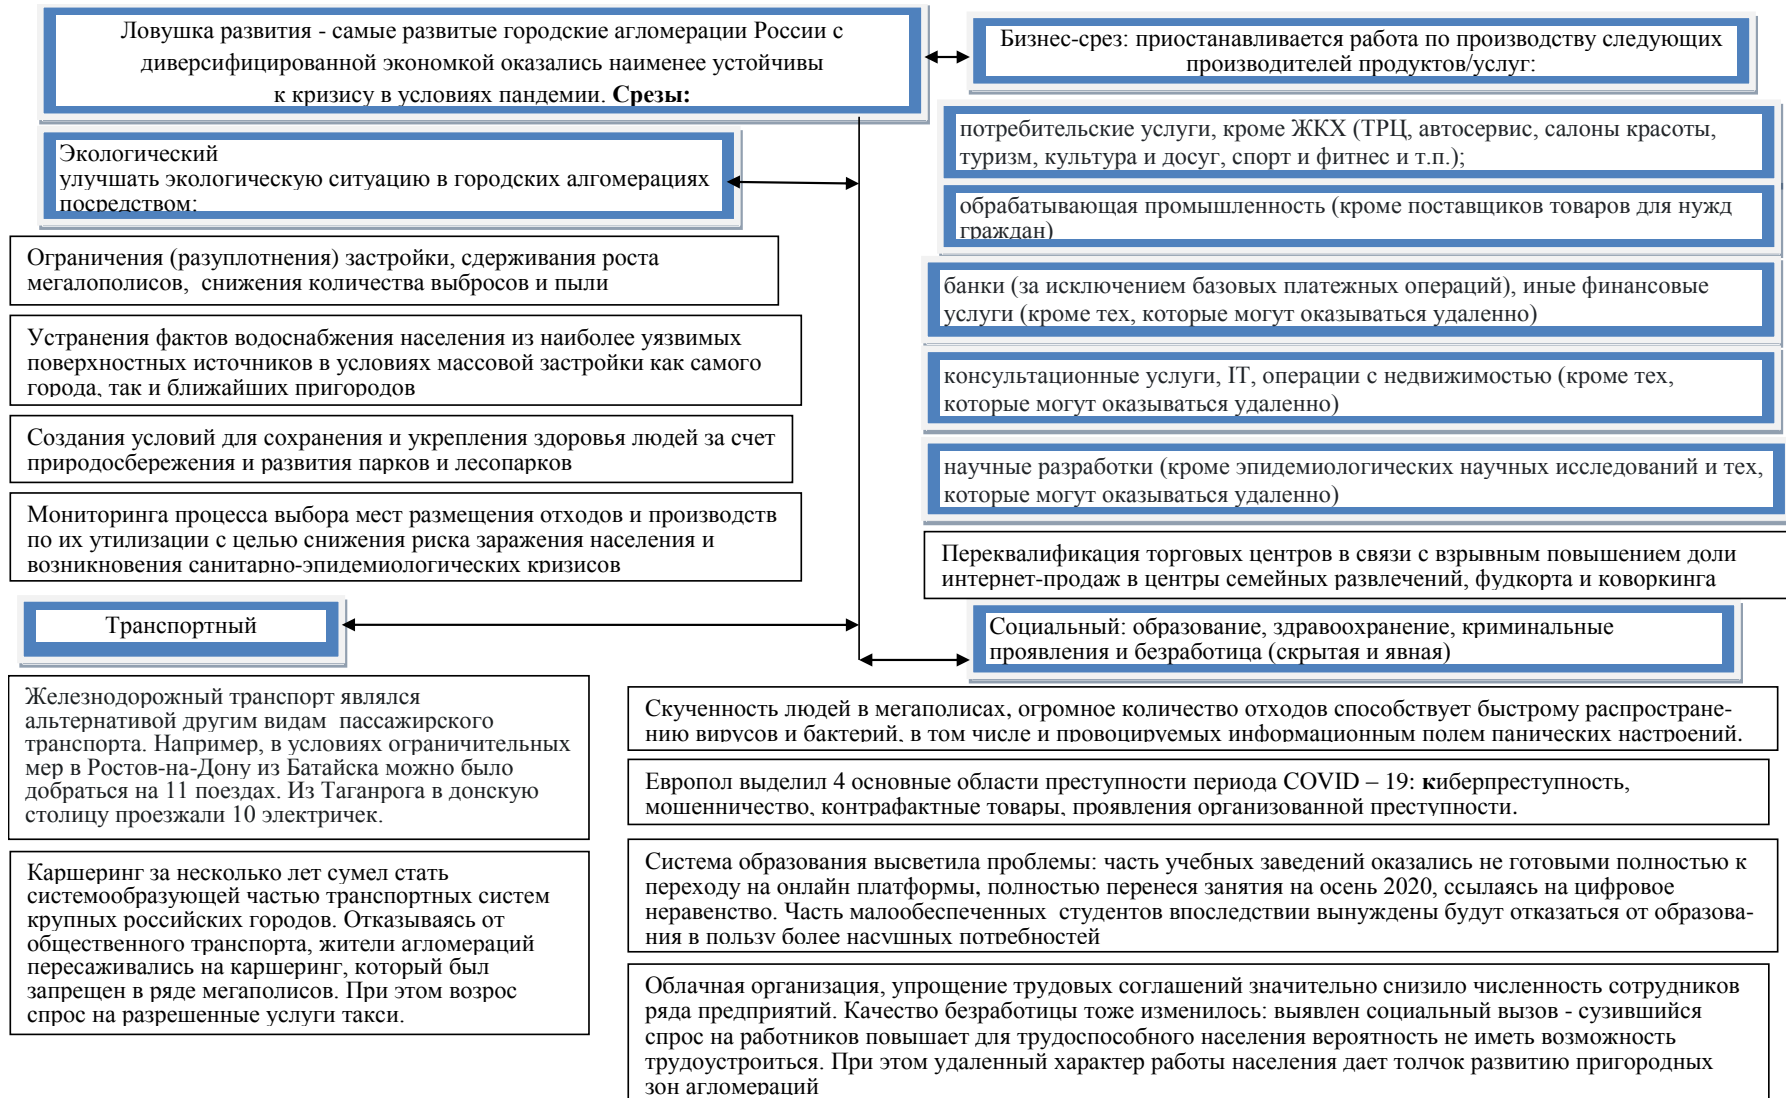 Ловушка развития - самые развитые городские агломерации России с
диверсифицированной экономкой оказались наименее устойчивы
к кризису в условиях пандемии. Срезы:
Бизнес-срез: приостанавливается работа по производству следующих
производителей продуктов/услуг:
потребительские услуги, кроме ЖКХ (ТРЦ, автосервис, салоны красоты,
туризм, культура и досуг, спорт и фитнес и т.п.);
обрабатывающая промышленность (кроме поставщиков товаров для нужд
граждан)
банки (за исключением базовых платежных операций), иные финансовые
услуги (кроме тех, которые могут оказываться удаленно)
консультационные услуги, IT, операции с недвижимостью (кроме тех,
которые могут оказываться удаленно)
научные разработки (кроме эпидемиологических научных исследований и тех,
которые могут оказываться удаленно)
Переквалификация торговых центров в связи с взрывным повышением доли
интернет-продаж в центры семейных развлечений, фудкорта и коворкинга
Экологический
улучшать экологическую ситуацию в городских алгомерациях
посредством:
Ограничения (разуплотнения) застройки, сдерживания роста
мегалополисов, снижения количества выбросов и пыли
Устранения фактов водоснабжения населения из наиболее уязвимых
поверхностных источников в условиях массовой застройки как самого
города, так и ближайших пригородов
Создания условий для сохранения и укрепления здоровья людей за счет
природосбережения и развития парков и лесопарков
Мониторинга процесса выбора мест размещения отходов и производств
по их утилизации с целью снижения риска заражения населения и
возникновения санитарно-эпидемиологических кризисов
Транспортный
Железнодорожный транспорт являлся
альтернативой другим видам пассажирского
транспорта. Например, в условиях ограничительных
мер в Ростов-на-Дону из Батайска можно было
добраться на 11 поездах. Из Таганрога в донскую
столицу проезжали 10 электричек.
Каршеринг за несколько лет сумел стать
системообразующей частью транспортных систем
крупных российских городов. Отказываясь от
общественного транспорта, жители агломераций
пересаживались на каршеринг, который был
запрещен в ряде мегаполисов. При этом возрос
спрос на разрешенные услуги такси.
Социальный: образование, здравоохранение, криминальные
проявления и безработица (скрытая и явная)
Скученность людей в мегаполисах, огромное количество отходов способствует быстрому распростране-
нию вирусов и бактерий, в том числе и провоцируемых информационным полем панических настроений.
Европол выделил 4 основные области преступности периода COVID – 19: киберпреступность,
мошенничество, контрафактные товары, проявления организованной преступности.
Система образования высветила проблемы: часть учебных заведений оказались не готовыми полностью к
переходу на онлайн платформы, полностью перенеся занятия на осень 2020, ссылаясь на цифровое
неравенство. Часть малообеспеченных студентов впоследствии вынуждены будут отказаться от образова-
ния в пользу более насущных потребностей
Облачная организация, упрощение трудовых соглашений значительно снизило численность сотрудников
ряда предприятий. Качество безработицы тоже изменилось: выявлен социальный вызов - сузившийся
спрос на работников повышает для трудоспособного населения вероятность не иметь возможность
трудоустроиться. При этом удаленный характер работы населения дает толчок развитию пригородных
зон агломераций